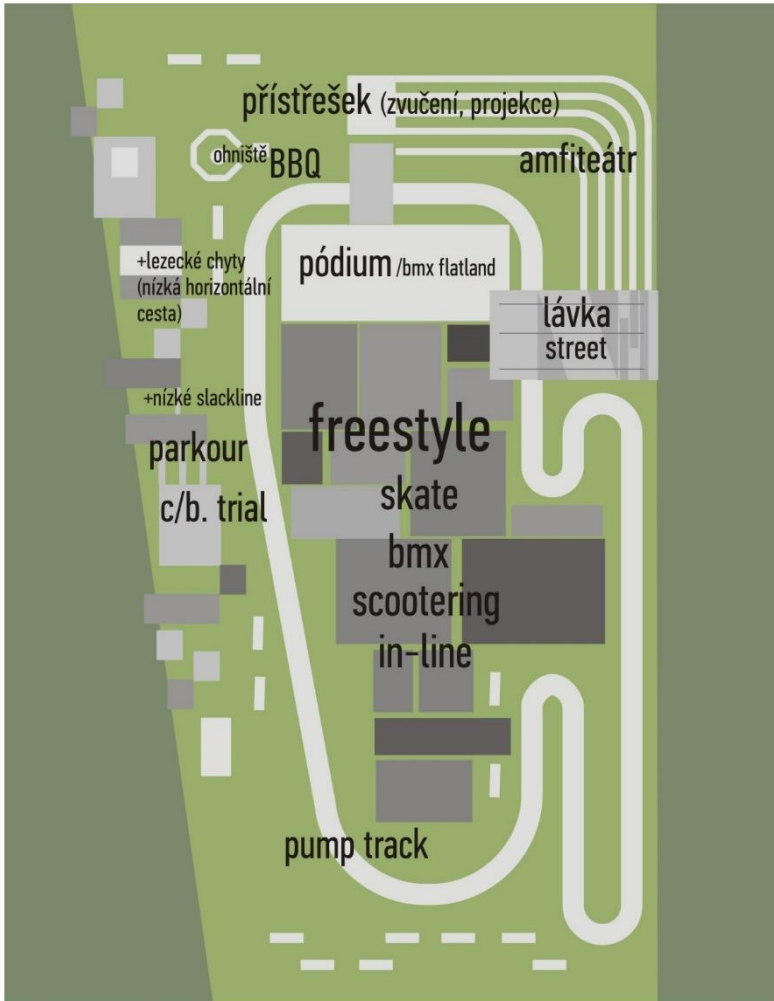 přístřešek (zvučení, projekce)
amfiteátr
ohniště BBQ
+lezecké chyty
(nízká horizontální
cesta)
pódium /bmx flatland
lávka
street
+nízké slackline
parkour
c/b. trial
freestyle
skate
bmx
scootering
in-line
pump track